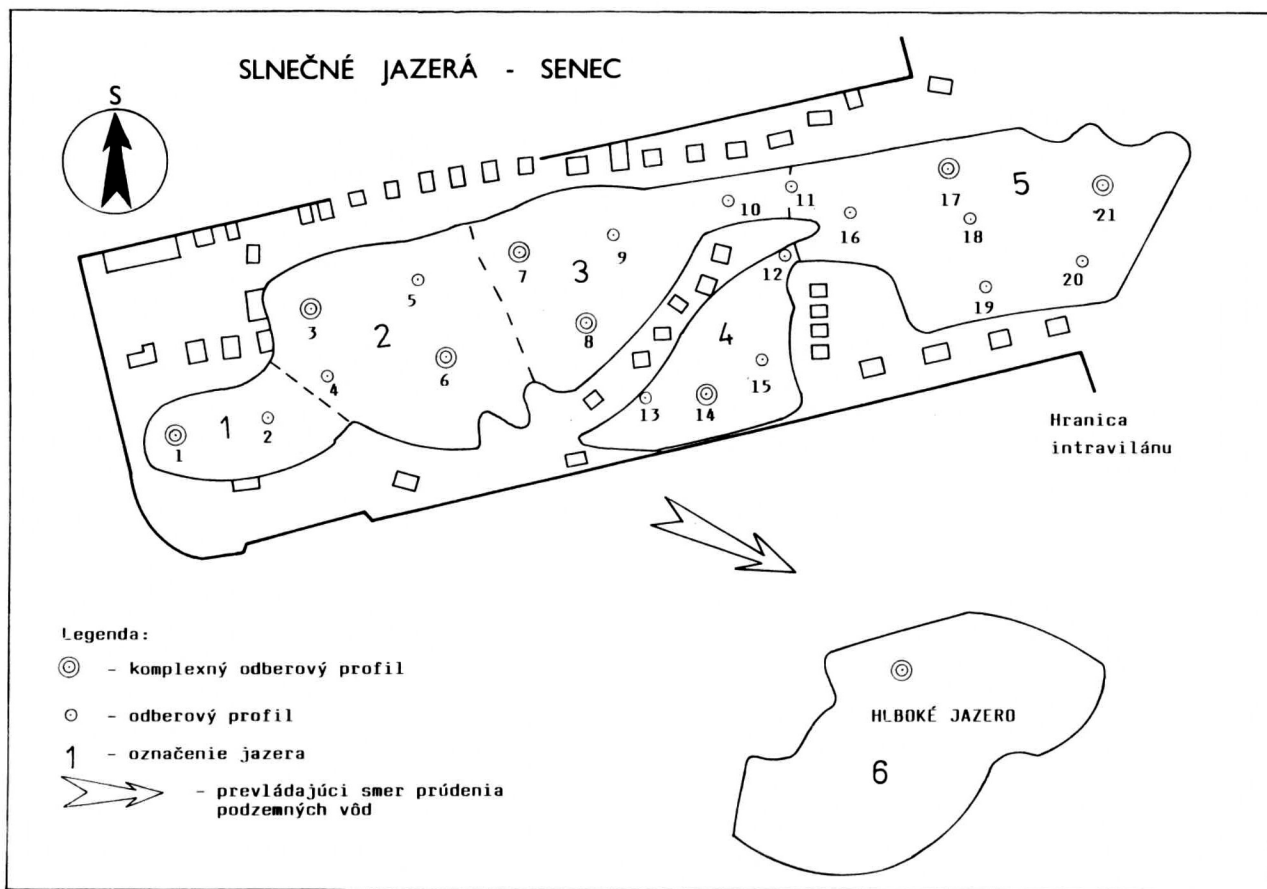 SLNEČNÉ JAZERÁ - SENEC
S
10
11
17
5
21
16
18
7
3
9
12
20
19
5
3
2
8
4
6
15
4
13
14
1
2
1
Hranica
intravilánu
Legenda:
- komplexný odberový profil
- odberový profil
1 - označenie jazera
- prevládajúci smer prúdenia
podzemných vôd
HLBOKÉ JAZERO
6